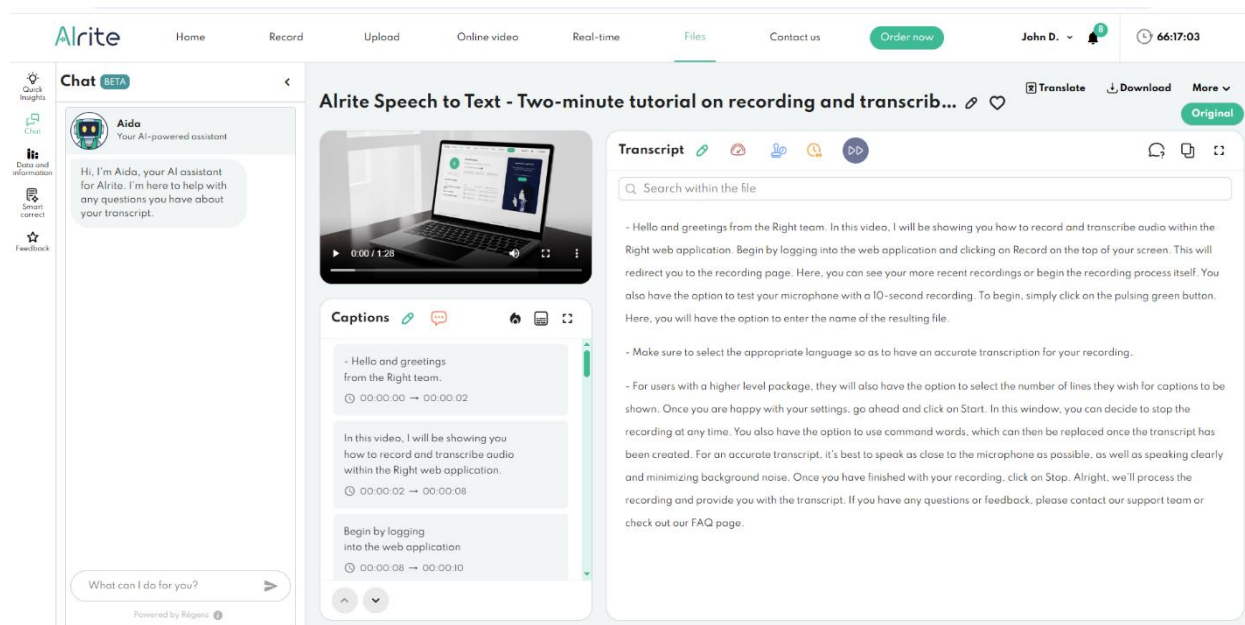 Alrite
Home
Record
Upload
Online video
Real-time
Files
Contact us
Order now
John D.
8
66:17:03
Quick
Insights
Chat
Data and
information
Smart
correct
Feedback
Chat BETA
Aida
Your AI-powered assistant
Hi, I'm Aida, your AI assistant
for Alrite. I'm here to help with
any questions you have about
your transcript.
What can I do for you?
Powered by Régens
Alrite Speech to Text - Two-minute tutorial on recording and transcrib...
Translate
Download
More
Original
0:00 / 1:28
Captions
- Hello and greetings
from the Right team.
00:00:00 → 00:00:02
In this video, I will be showing you
how to record and transcribe audio
within the Right web application.
00:00:02 → 00:00:08
Begin by logging
into the web application
00:00:08 → 00:00:10
Transcript
Search within the file
- Hello and greetings from the Right team. In this video, I will be showing you how to record and transcribe audio within the
Right web application. Begin by logging into the web application and clicking on Record on the top of your screen. This will
redirect you to the recording page. Here, you can see your more recent recordings or begin the recording process itself. You
also have the option to test your microphone with a 10-second recording. To begin, simply click on the pulsing green button.
Here, you will have the option to enter the name of the resulting file.
- Make sure to select the appropriate language so as to have an accurate transcription for your recording.
- For users with a higher level package, they will also have the option to select the number of lines they wish for captions to be
shown. Once you are happy with your settings, go ahead and click on Start. In this window, you can decide to stop the
recording at any time. You also have the option to use command words, which can then be replaced once the transcript has
been created. For an accurate transcript, it's best to speak as close to the microphone as possible, as well as speaking clearly
and minimizing background noise. Once you have finished with your recording, click on Stop. Alright, we'll process the
recording and provide you with the transcript. If you have any questions or feedback, please contact our support team or
check out our FAQ page.